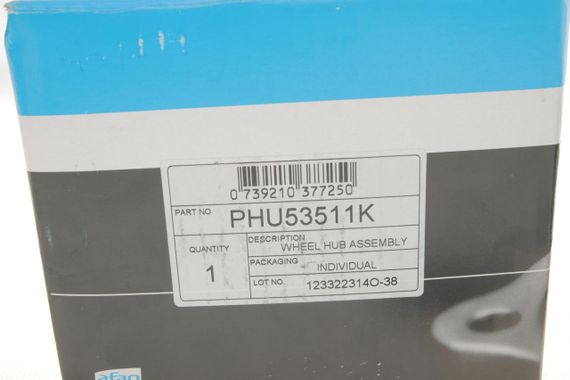 0 739210 377250
PART NO PHU53511K
QUANTITY
1
DESCRIPTION
WHEEL HUB ASSEMBLY
PACKAGING
INDIVIDUAL
LOT NO. 123322314O-38